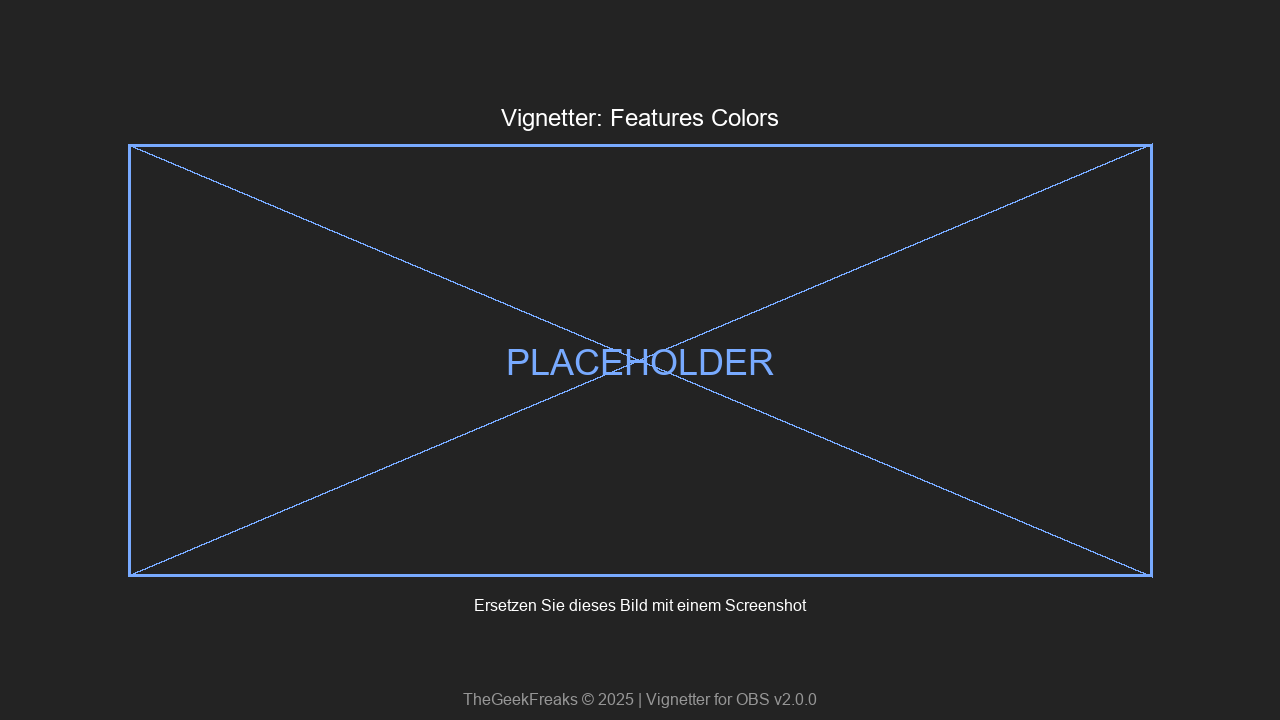 Vignetter: Features Colors
PLACEHOLDER
Ersetzen Sie dieses Bild mit einem Screenshot
TheGeekFreaks © 2025 | Vignetter for OBS v2.0.0